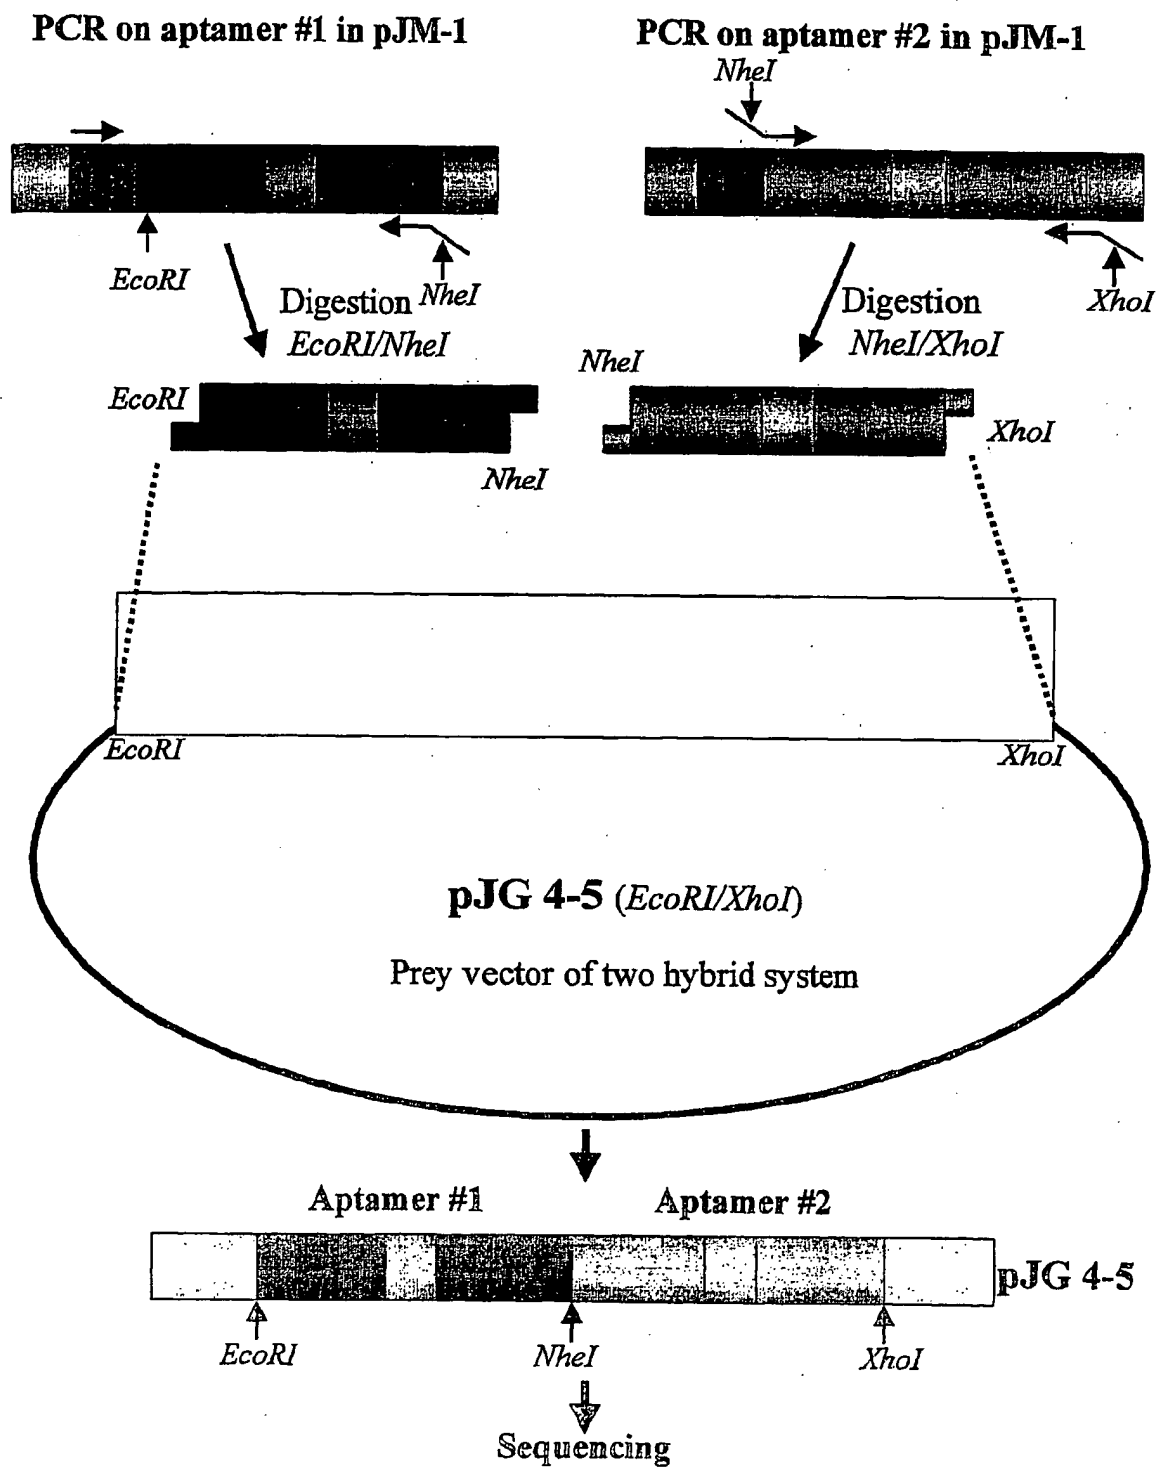 PCR on aptamer #1 in pJM-1
PCR on aptamer #2 in pJM-1
NheI
EcoRI
NheI
XhoI
Digestion
EcoRI/NheI
Digestion
NheI/XhoI
EcoRI
NheI
NheI
XhoI
EcoRI
XhoI
pJG 4-5 (EcoRI/XhoI)
Prey vector of two hybrid system
Aptamer #1
Aptamer #2
pJG 4-5
EcoRI
NheI
XhoI
Sequencing